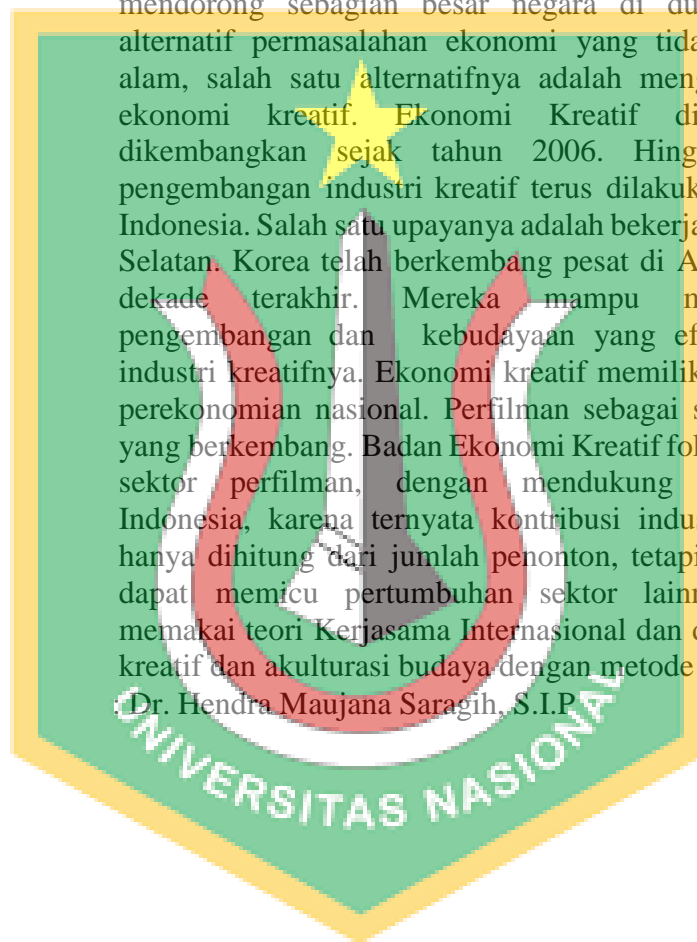 mendorong sebagian besar negara di du
alternatif permasalahan ekonomi yang tida
alam, salah satu alternatifnya adalah meng
ekonomi kreatif. Ekonomi Kreatif di
dikembangkan sejak tahun 2006. Hing
pengembangan industri kreatif terus dilakuk
Indonesia. Salah satu upayanya adalah bekerja
Selatan. Korea telah berkembang pesat di A
dekade terakhir. Mereka mampu m
pengembangan dan kebudayaan yang ef
industri kreatifnya. Ekonomi kreatif memilik
perekonomian nasional. Perfilman sebagai s
yang berkembang. Badan Ekonomi Kreatif fol
sektor perfilman, dengan mendukung
Indonesia, karena ternyata kontribusi indu
hanya dihitung dari jumlah penonton, tetapi
dapat memicu pertumbuhan sektor lainn
memakai teori Kerjasama Internasional dan d
kreatif dan akulturasi budaya dengan metode
: Dr. Hendra Maujana Saragih, S.I.P
UNIVERSITAS NASIONAL